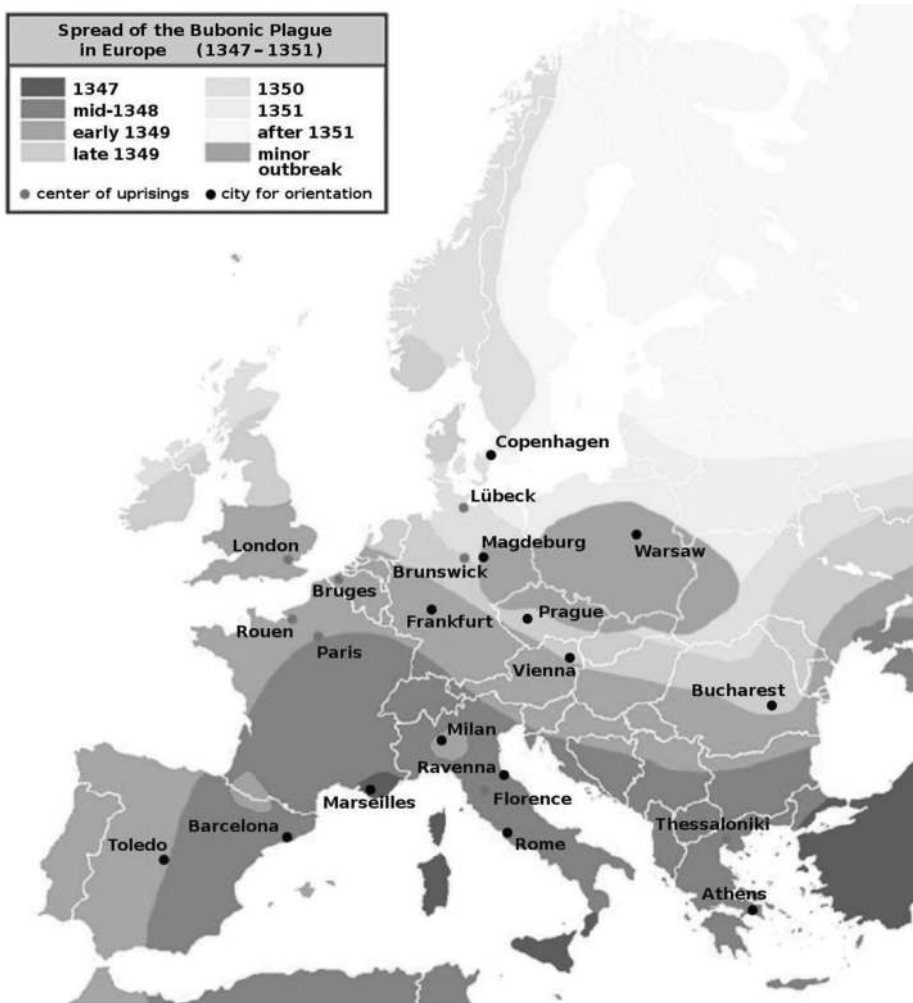 Spread of the Bubonic Plague
in Europe (1347–1351)
1347
mid-1348
early 1349
late 1349
1350
1351
after 1351
minor
outbreak
center of uprisings
city for orientation
Copenhagen
Lübeck
London
Magdeburg
Warsaw
Brunswick
Bruges
Frankfurt
Prague
Rouen
Paris
Vienna
Bucharest
Milan
Ravenna
Marseilles
Florence
Barcelona
Thessaloniki
Toledo
Rome
Athens